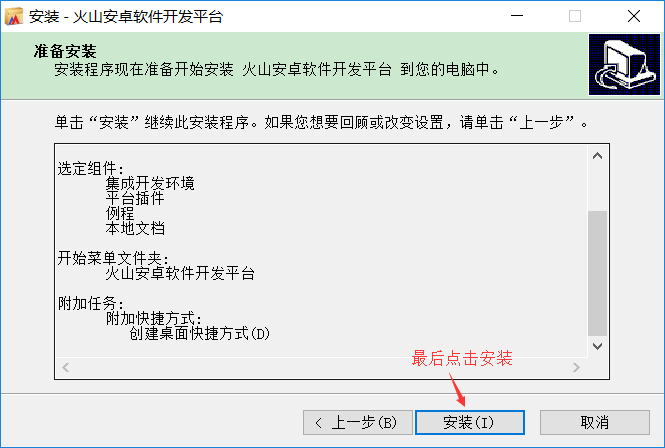 安装 - 火山安卓软件开发平台
准备安装
安装程序现在准备开始安装 火山安卓软件开发平台 到您的电脑中。
单击“安装”继续此安装程序。如果您想要回顾或改变设置，请单击“上一步”。
选定组件:
集成开发环境
平台插件
例程
本地文档
开始菜单文件夹:
火山安卓软件开发平台
附加任务:
附加快捷方式:
创建桌面快捷方式(D)
最后点击安装
< 上一步(B)
安装(I)
取消